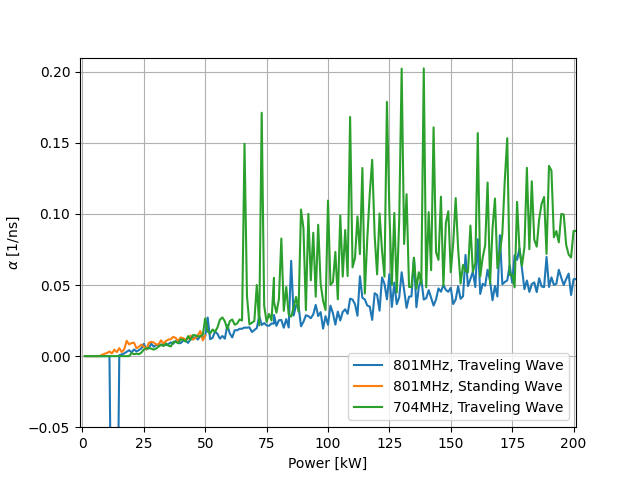 0.20
0.15
0.10
0.05
0.00
−0.05
α [1/ns]
801MHz, Traveling Wave
801MHz, Standing Wave
704MHz, Traveling Wave
0 25 50 75 100 125 150 175 200
Power [kW]